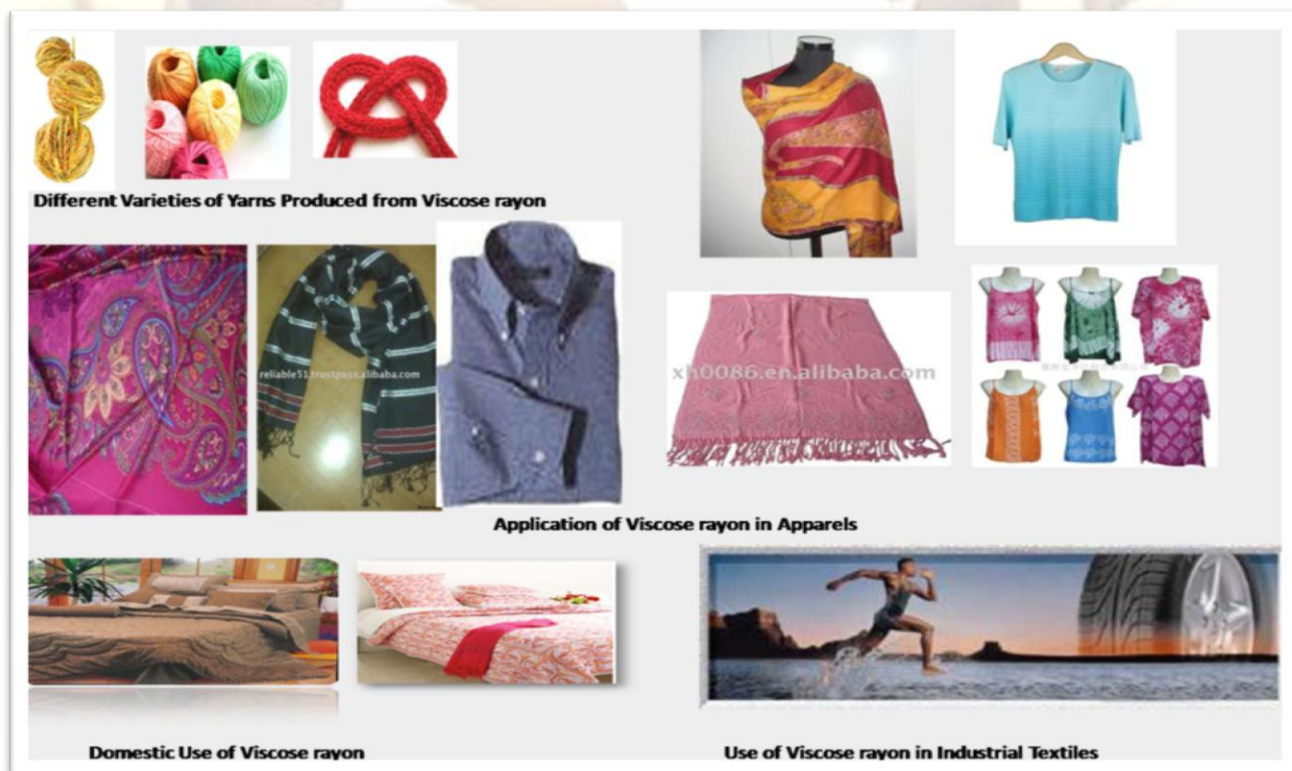 Different Varieties of Yarns Produced from Viscose rayon
reliable51.trustpass.alibaba.com
xh0086.en.alibaba.com
Application of Viscose rayon in Apparels
Domestic Use of Viscose rayon
Use of Viscose rayon in Industrial Textiles